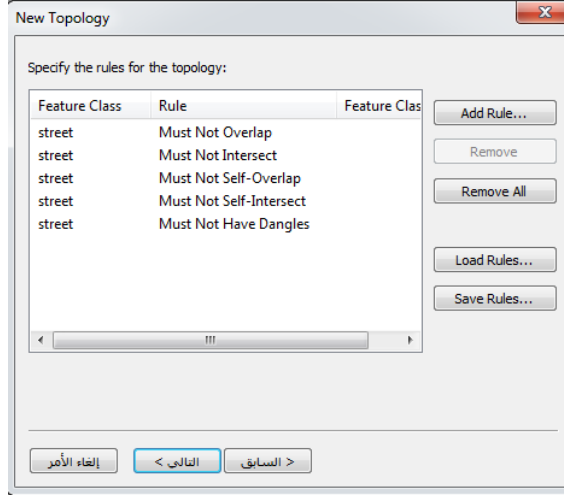 New Topology
Specify the rules for the topology:
Feature Class Rule Feature Clas
street Must Not Overlap
street Must Not Intersect
street Must Not Self-Overlap
street Must Not Self-Intersect
street Must Not Have Dangles
Add Rule...
Remove
Remove All
Load Rules...
Save Rules...
< السابق
التالي >
إلغاء الأمر